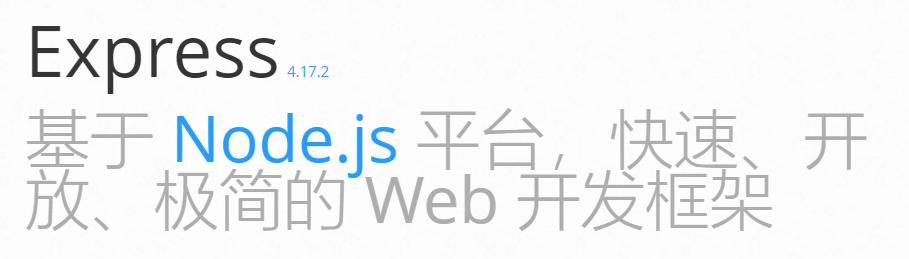 Express 4.17.2
基于 Node.js 平台，快速、开
放、极简的 Web 开发框架